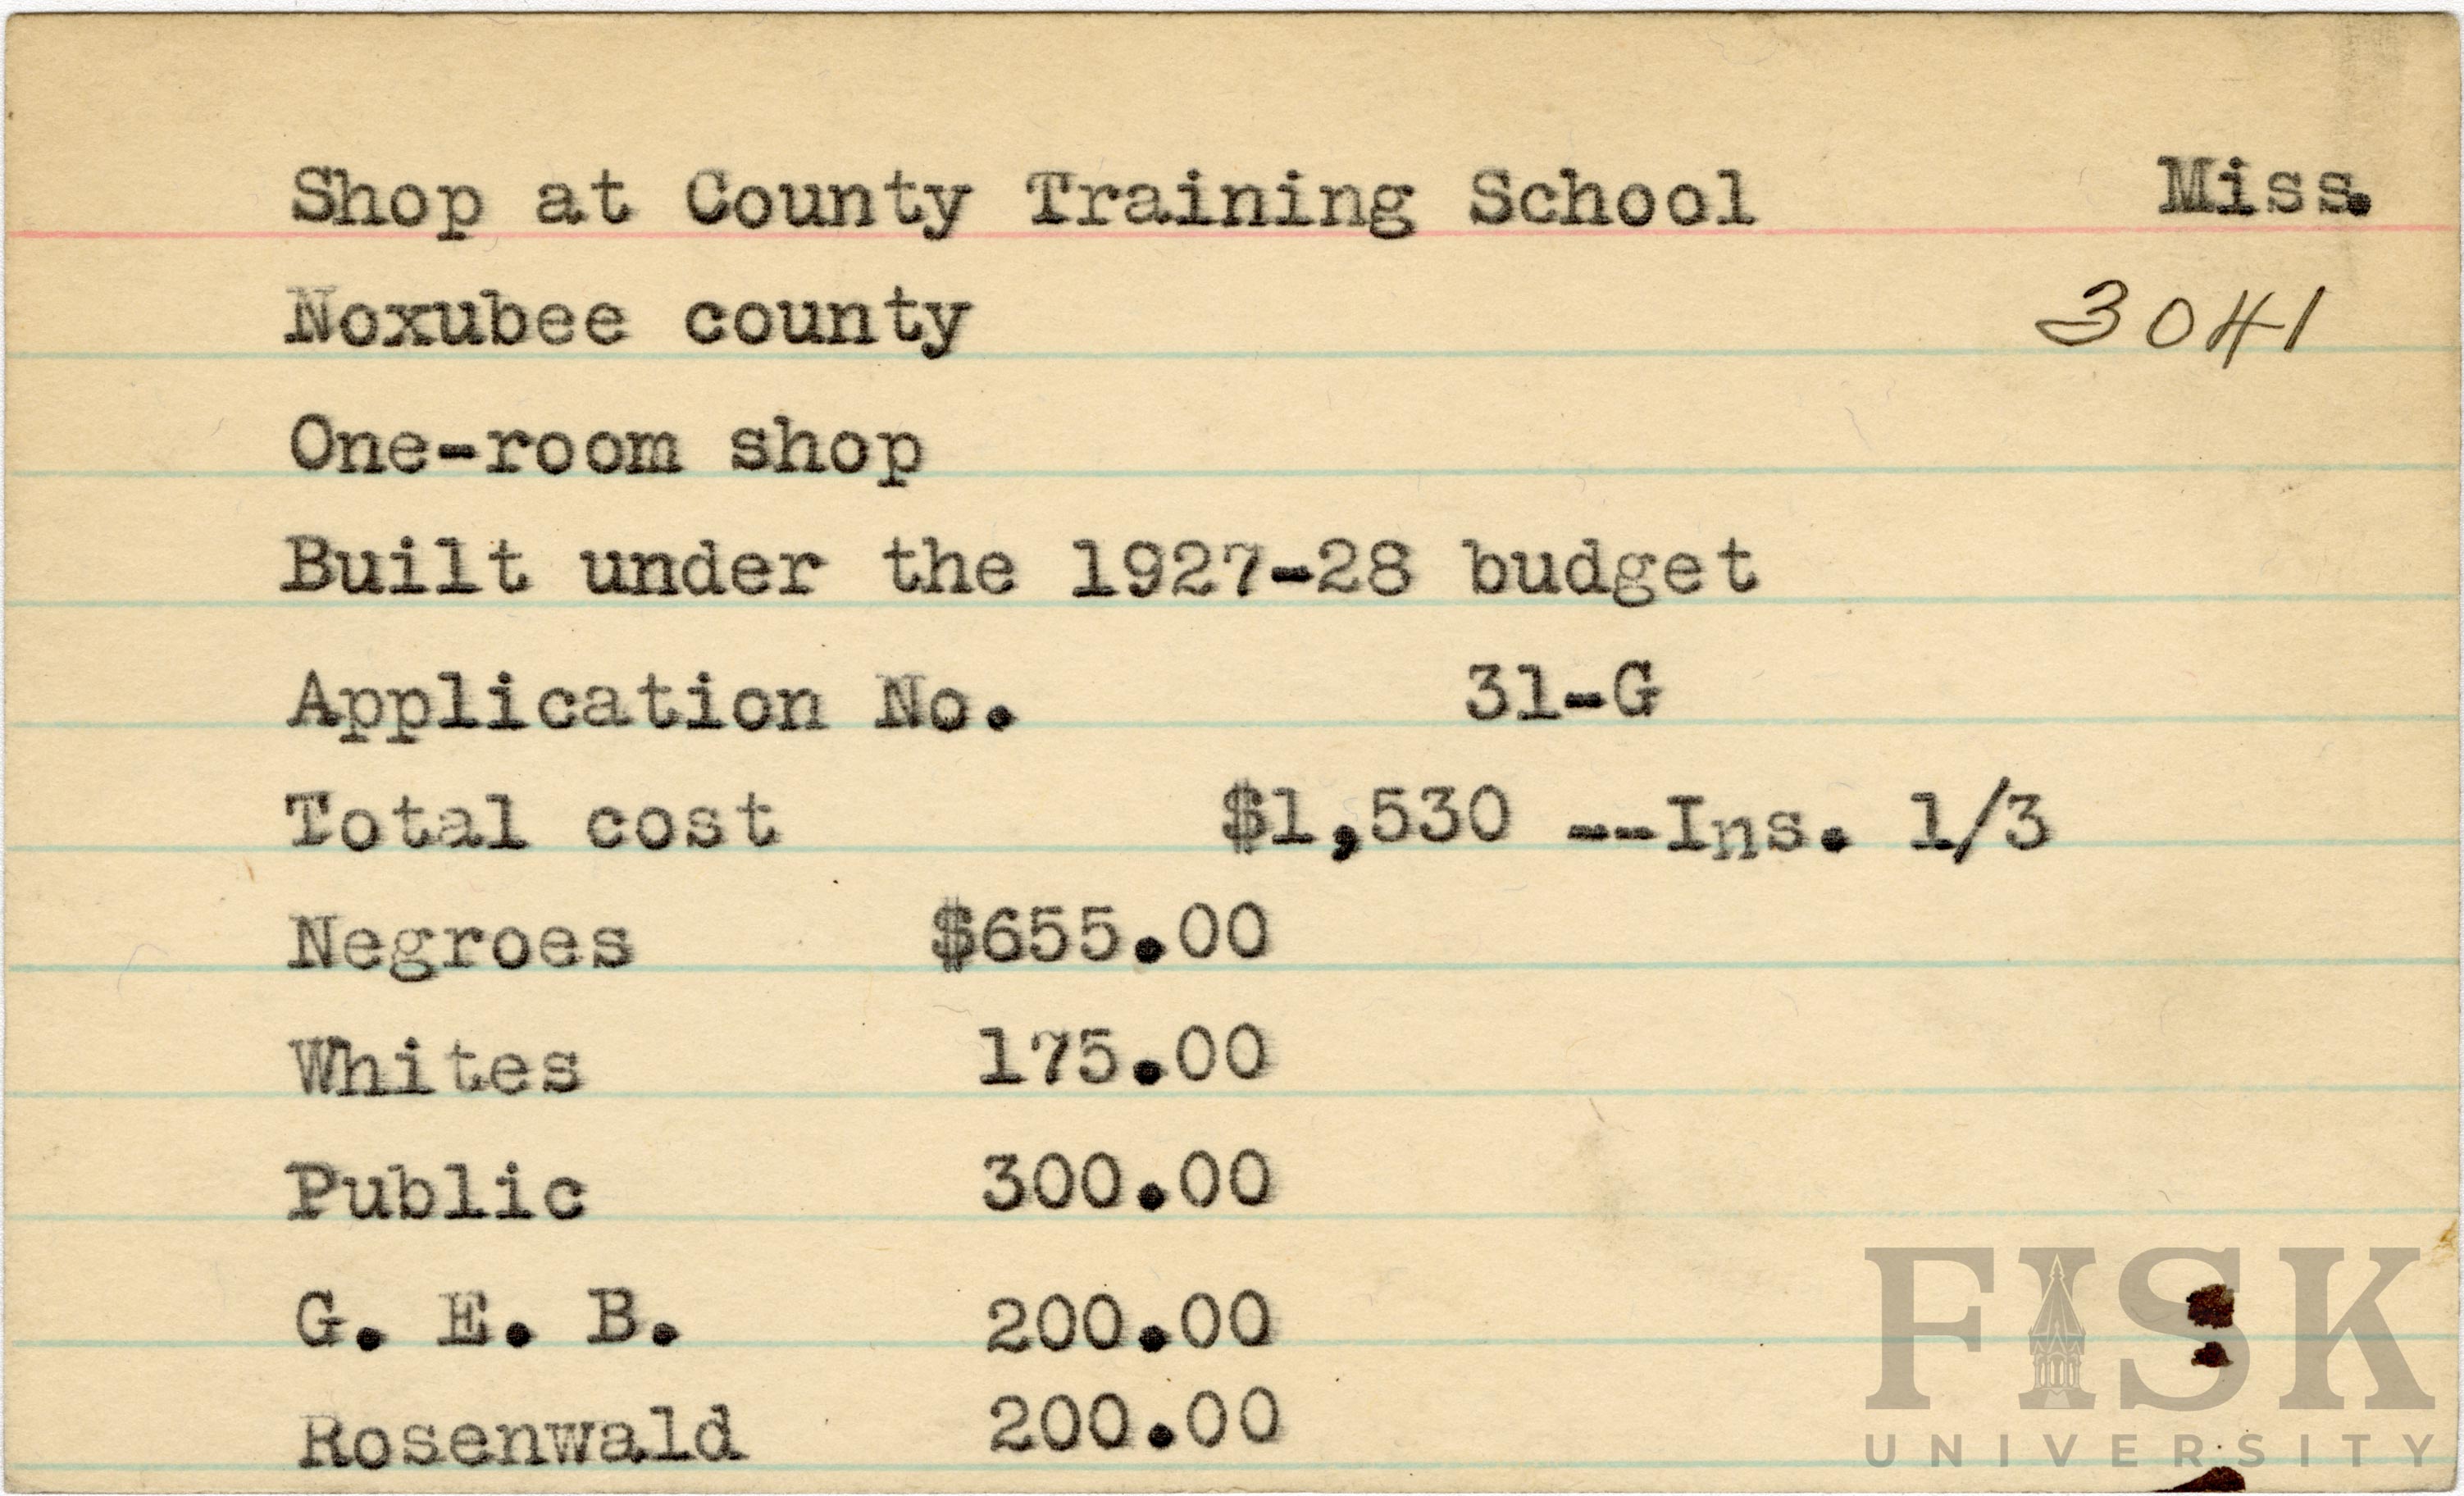 Shop at County Training School Miss.
Noxubee county 3041
One-room shop
Built under the 1927-28 budget
Application No. 31-G
Total cost $1,530 --Ins. 1/3
Negroes $655.00
Whites 175.00
Public 300.00
G. E. B. 200.00
Rosenwald 200.00
FISK
UNIVERSITY